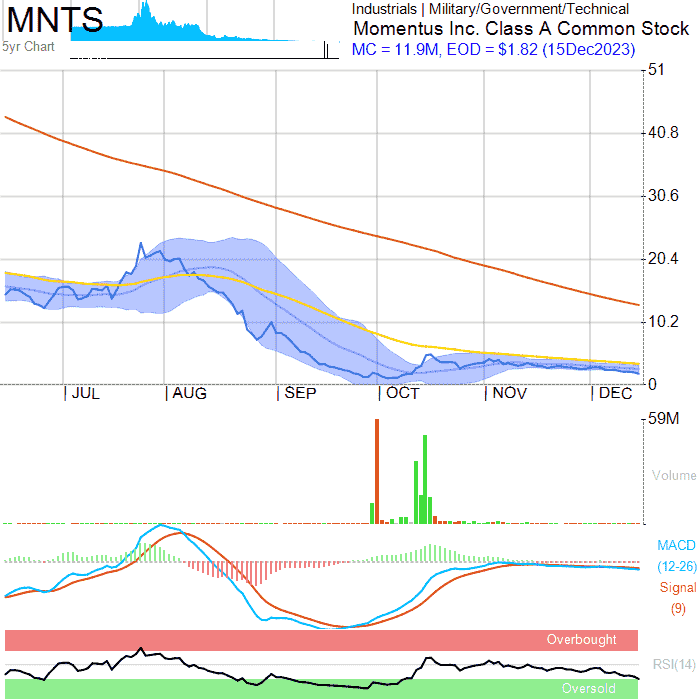 MNTS
Industrials | Military/Government/Technical
Momentus Inc. Class A Common Stock
5yr Chart
MC = 11.9M, EOD = $1.82 (15Dec2023)
51
40.8
30.6
20.4
10.2
0
JUL
AUG
SEP
OCT
NOV
DEC
59M
Volume
MACD
(12-26)
Signal
(9)
Overbought
RSI(14)
Oversold